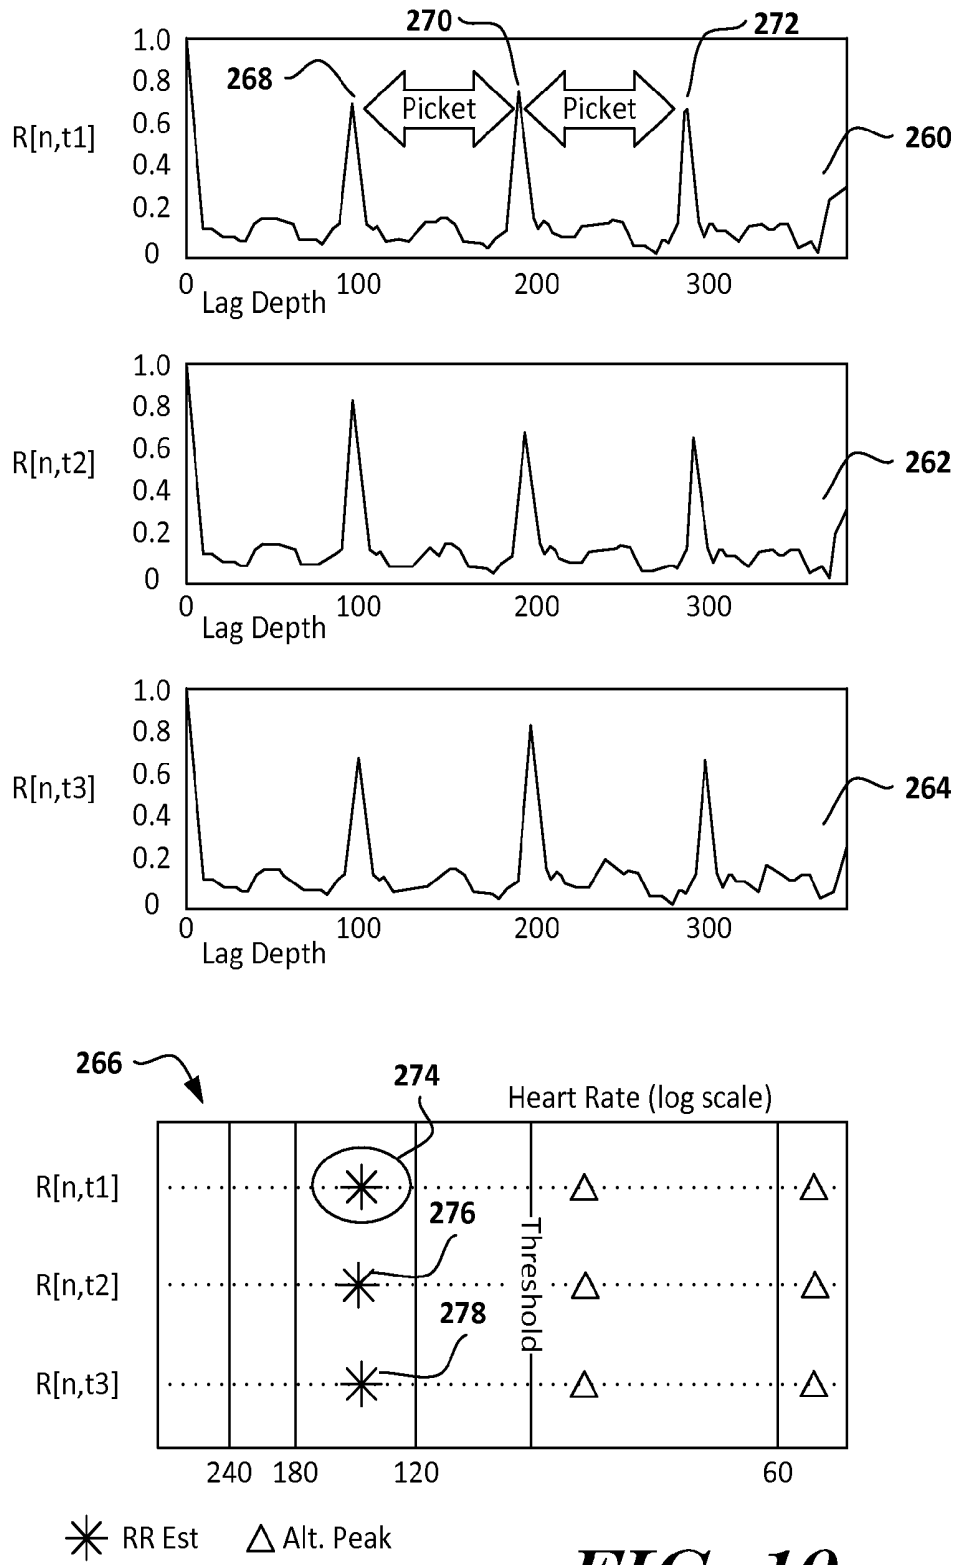 270
272
268
1.0
0.8
Picket Picket
0.6
R[n,t1]
260
0.4
0.2
0
0 100 200 300
Lag Depth
1.0
0.8
0.6
R[n,t2]
262
0.4
0.2
0
0 100 200 300
Lag Depth
1.0
0.8
0.6
R[n,t3]
264
0.4
0.2
0
0 100 200 300
Lag Depth
266
274
Heart Rate (log scale)
R[n,t1]
276
Threshold
R[n,t2]
278
R[n,t3]
240 180 120 60
RR Est Alt. Peak